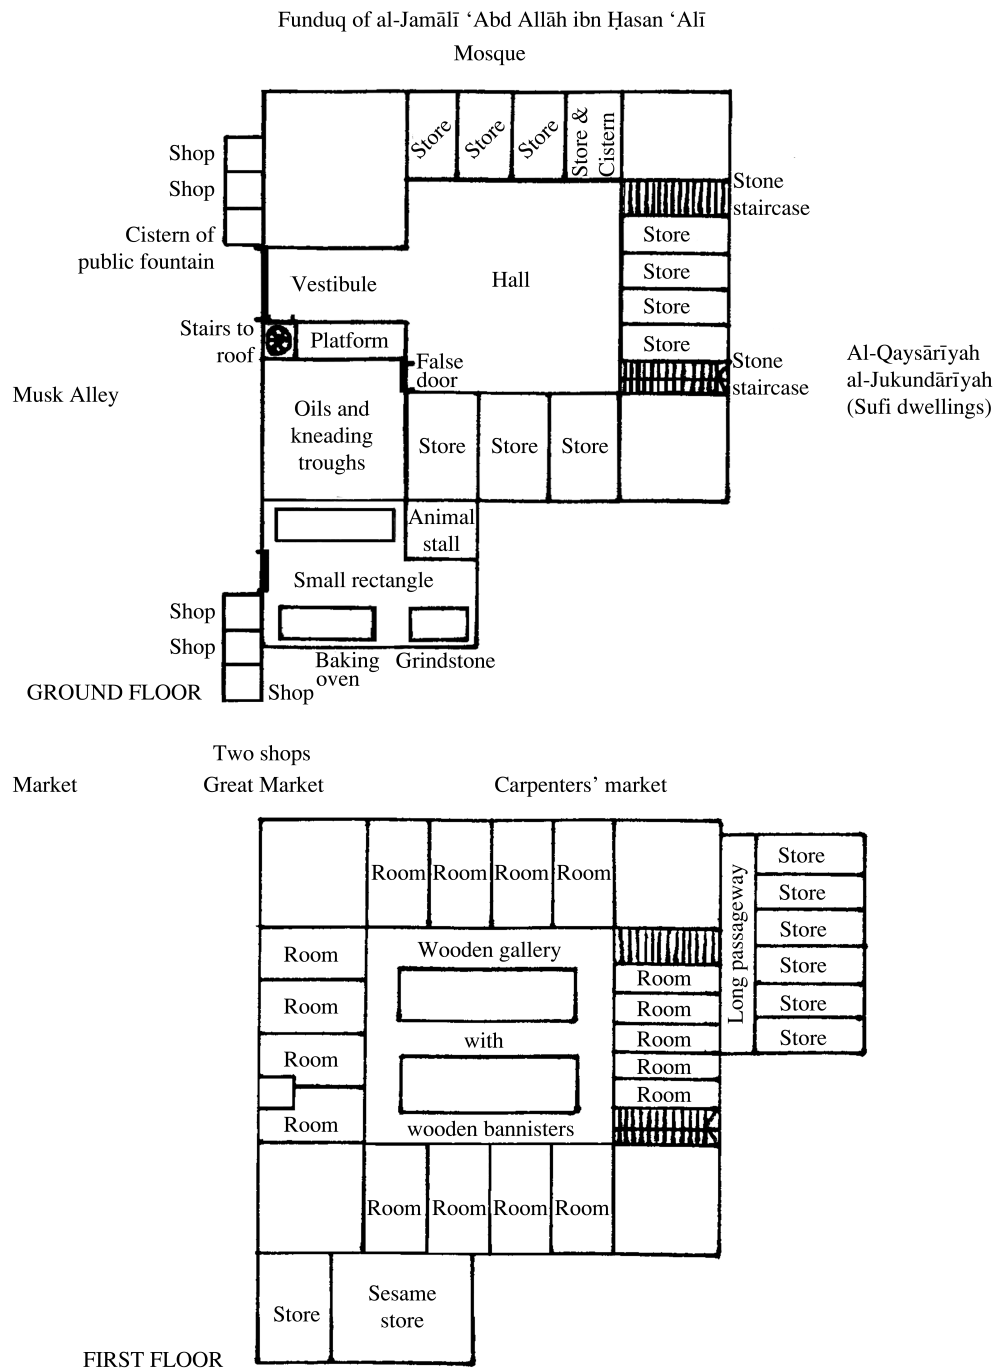 Funduq of al-Jamālī ‘Abd Allāh ibn Ḥasan ‘Alī
Mosque
Store
Store
Store
Store &
Cistern
Shop
Shop
Stone
staircase
Cistern of
public fountain
Store
Store
Store
Store
Vestibule
Hall
Stairs to
roof
Platform
False
door
Stone
staircase
Al-Qaysārīyah
al-Jukundārīyah
(Sufi dwellings)
Musk Alley
Oils and
kneading
troughs
Store
Store
Store
Animal
stall
Small rectangle
Shop
Shop
Baking
oven
Grindstone
GROUND FLOOR
Shop
Two shops
Market
Great Market
Carpenters’ market
Room
Room
Room
Room
Long passageway
Store
Store
Store
Store
Store
Store
Room
Room
Room
Room
Wooden gallery
with
wooden bannisters
Room
Room
Room
Room
Room
Room
Room
Room
Room
Store
Sesame
store
FIRST FLOOR